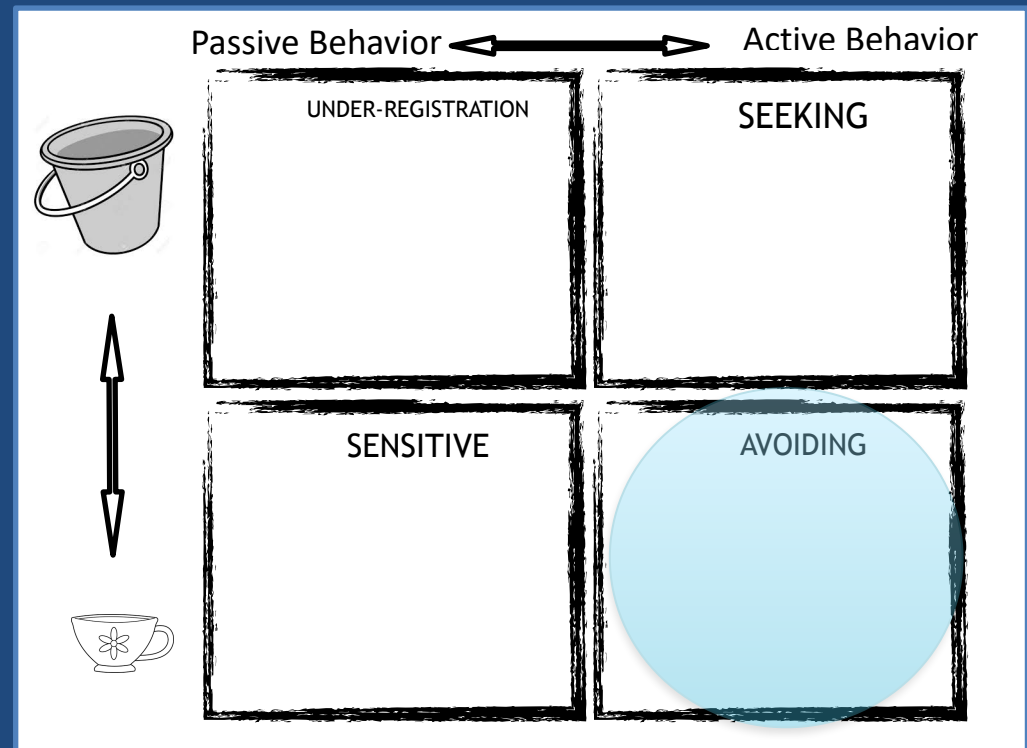 Passive Behavior
Active Behavior
UNDER-REGISTRATION
SEEKING
SENSITIVE
AVOIDING